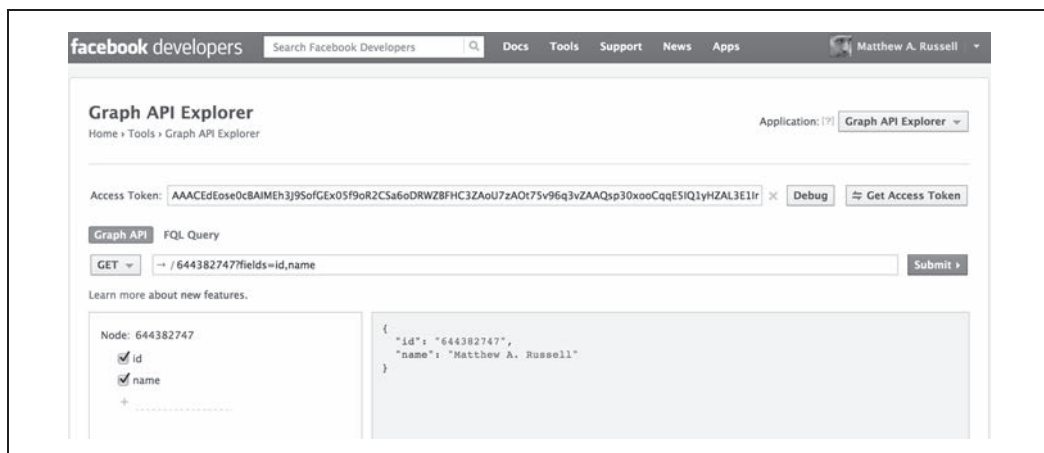 facebook developers Search Facebook Developers Docs Tools Support News Apps Matthew A. Russell
Graph API Explorer
Home › Tools › Graph API Explorer
Application: [?] Graph API Explorer
Access Token: AAACEdEose0cBAIMEh3J9SofGEx05f9oR2CSa6oDRWZ8FHC3ZAoU7zAOt75v96q3vZAAQsp30xooCqqE5IQ1yHZAL3E1Ir × Debug Get Access Token
Graph API FQL Query
GET → /644382747?fields=id,name Submit ›
Learn more about new features.
Node: 644382747
id
name
+
{
"id": "644382747",
"name": "Matthew A. Russell"
}